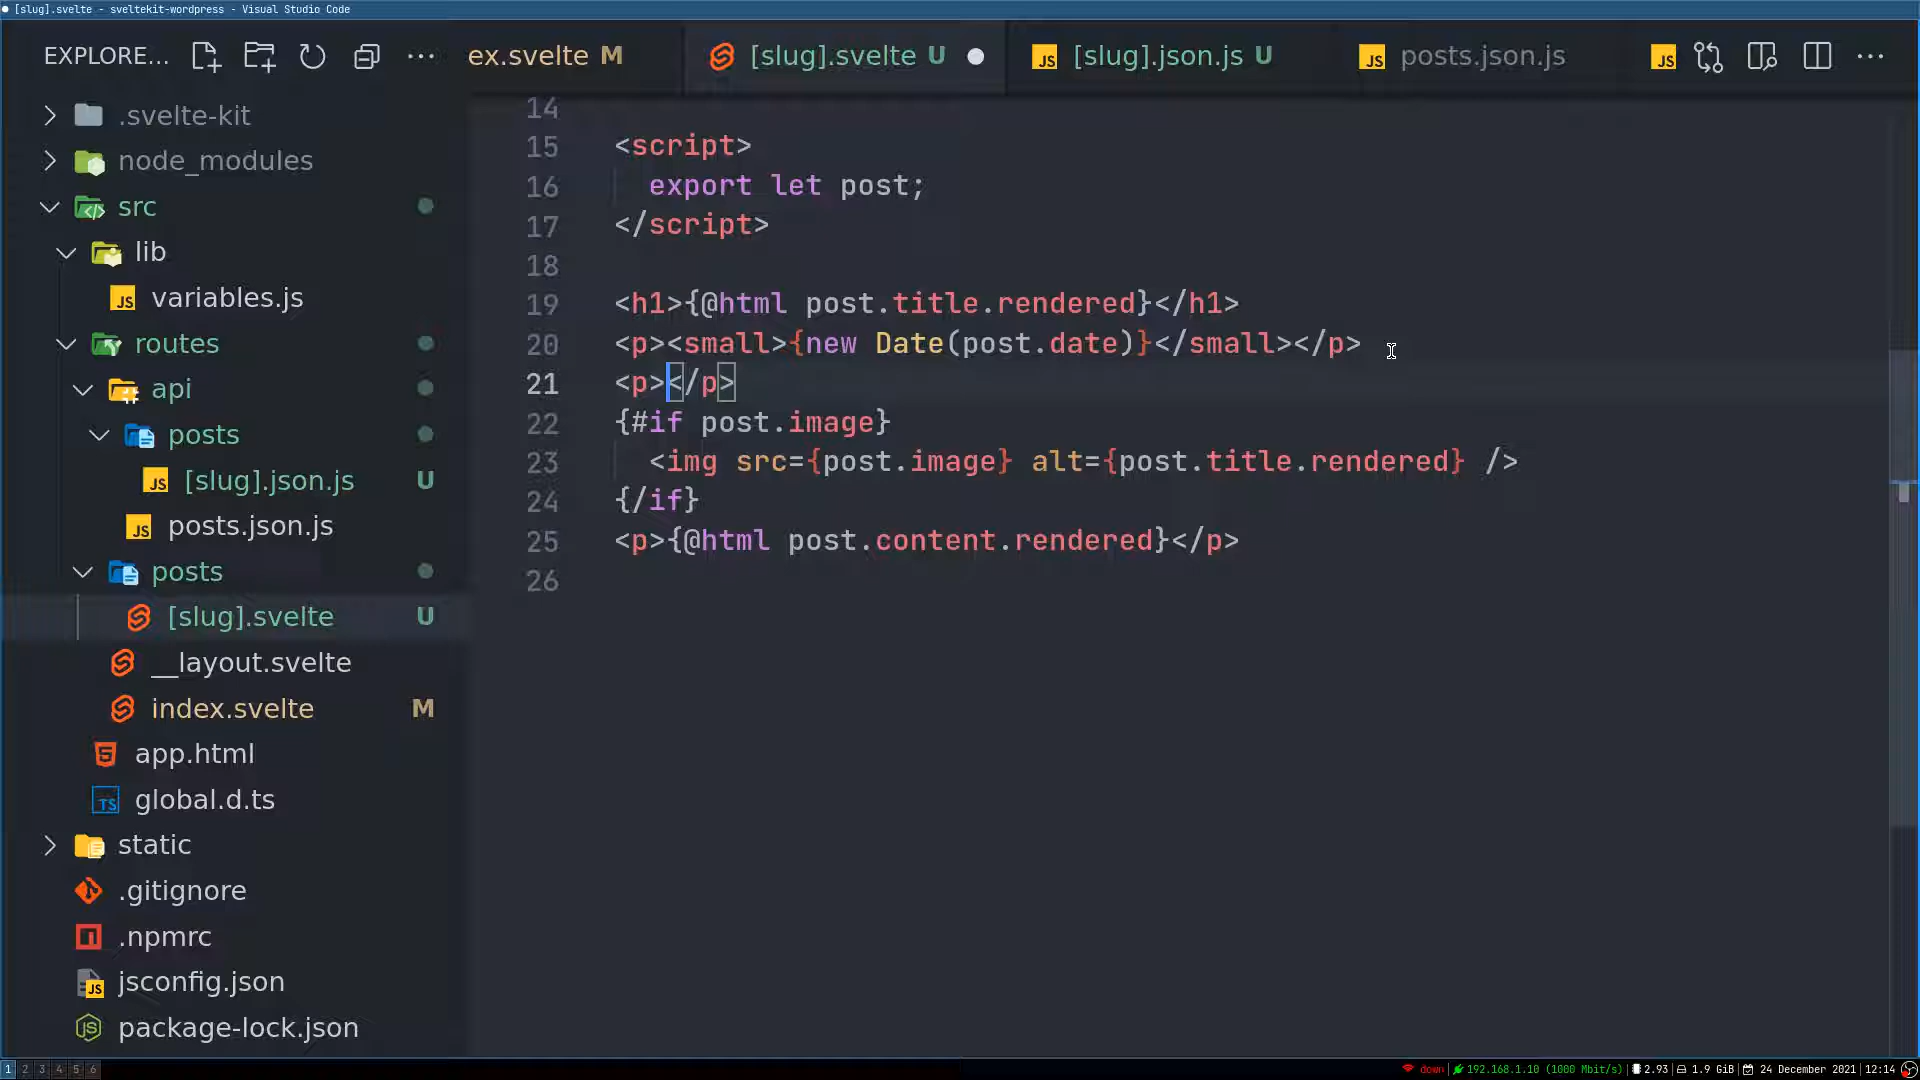 [slug].svelte - sveltekit-wordpress - Visual Studio Code
EXPLORE...
ex.svelte M
[slug].svelte U
[slug].json.js U
posts.json.js
.svelte-kit
node_modules
src
lib
variables.js
routes
api
posts
[slug].json.js U
posts.json.js
posts
[slug].svelte U
__layout.svelte
index.svelte M
app.html
global.d.ts
static
.gitignore
.npmrc
jsconfig.json
package-lock.json
14
15 <script>
16 export let post;
17 </script>
18
19 <h1>{@html post.title.rendered}</h1>
20 <p><small>{new Date(post.date)}</small></p>
21 <p></p>
22 {#if post.image}
23 <img src={post.image} alt={post.title.rendered} />
24 {/if}
25 <p>{@html post.content.rendered}</p>
26
1 2 3 4 5 6
down | 192.168.1.10 (1000 Mbit/s) | 2.93 | 1.9 GiB | 24 December 2021 | 12:14